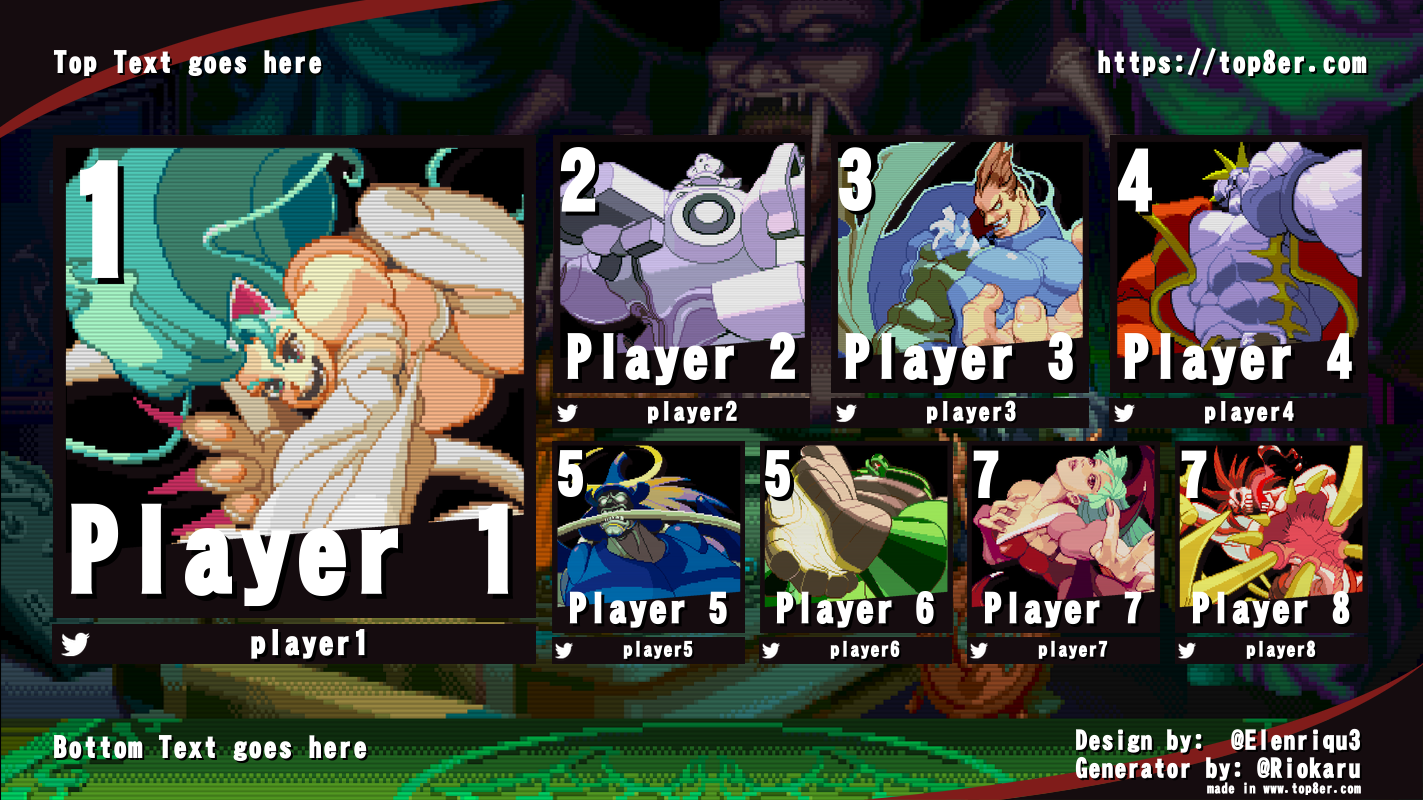 Top Text goes here
https://top8er.com
1
Player 1
player1
2
Player 2
player2
3
Player 3
player3
4
Player 4
player4
5
Player 5
player5
5
Player 6
player6
7
Player 7
player7
7
Player 8
player8
Bottom Text goes here
Design by: @Elenriqu3
Generator by: @Riokaru
made in www.top8er.com